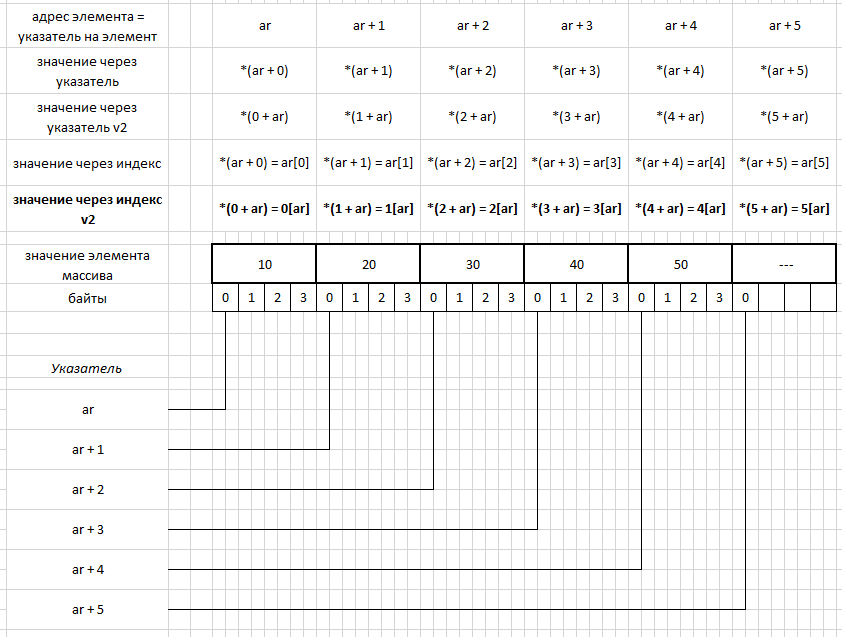 адрес элемента =
указатель на элемент
ar ar + 1 ar + 2 ar + 3 ar + 4 ar + 5
значение через
указатель
*(ar + 0) *(ar + 1) *(ar + 2) *(ar + 3) *(ar + 4) *(ar + 5)
значение через
указатель v2
*(0 + ar) *(1 + ar) *(2 + ar) *(3 + ar) *(4 + ar) *(5 + ar)
значение через индекс *(ar + 0) = ar[0] *(ar + 1) = ar[1] *(ar + 2) = ar[2] *(ar + 3) = ar[3] *(ar + 4) = ar[4] *(ar + 5) = ar[5]
значение через индекс
v2
*(0 + ar) = 0[ar] *(1 + ar) = 1[ar] *(2 + ar) = 2[ar] *(3 + ar) = 3[ar] *(4 + ar) = 4[ar] *(5 + ar) = 5[ar]
значение элемента
массива
10 20 30 40 50 ---
байты 0 1 2 3 0 1 2 3 0 1 2 3 0 1 2 3 0 1 2 3 0
Указатель
ar
ar + 1
ar + 2
ar + 3
ar + 4
ar + 5